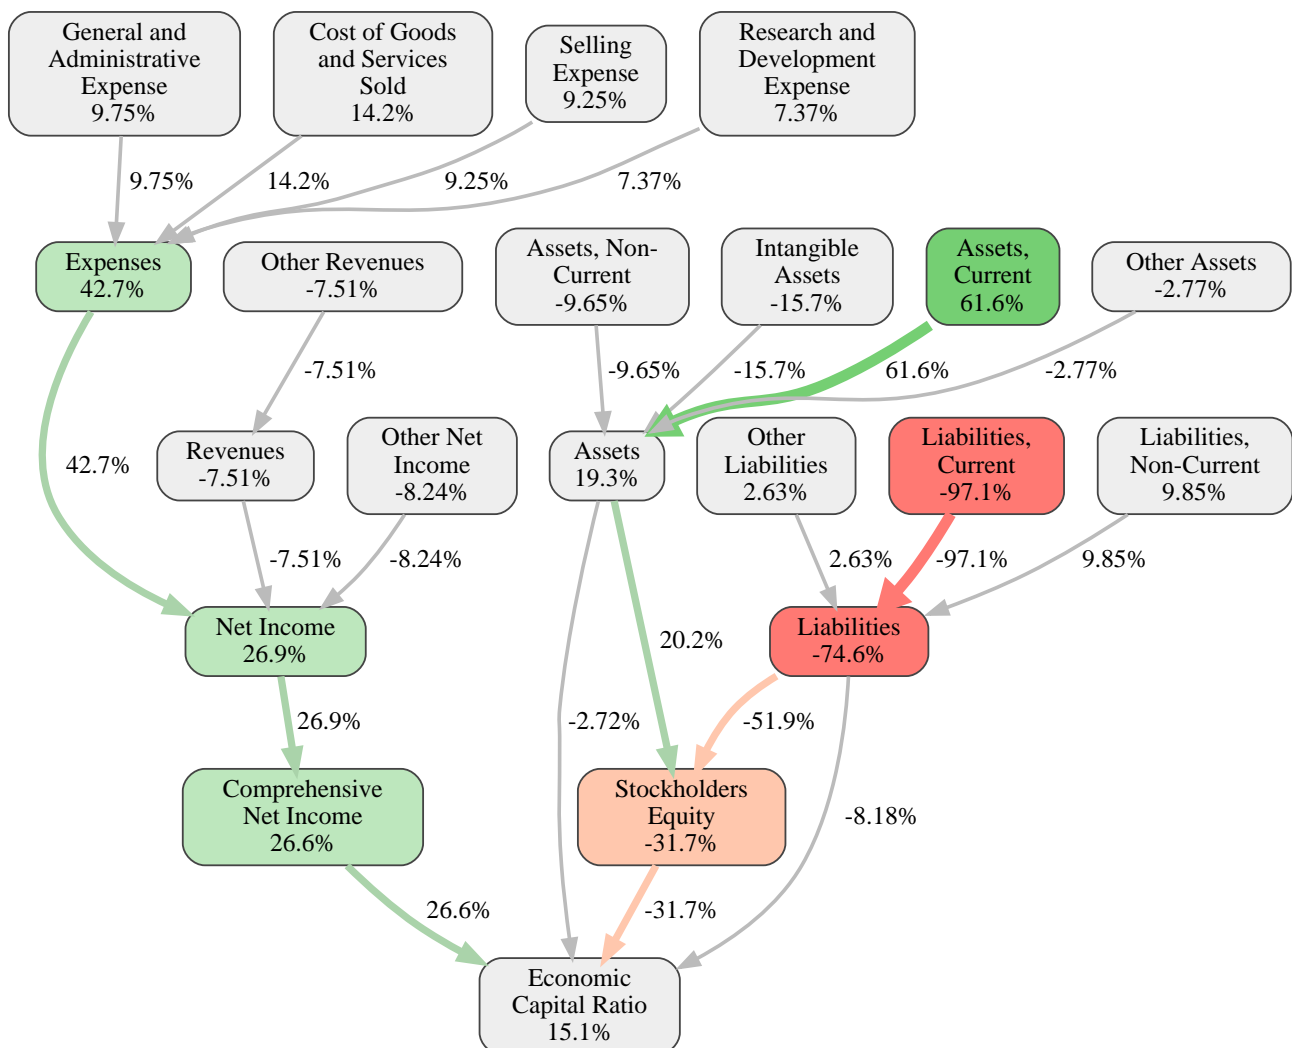 General and
Administrative
Expense
9.75%
Cost of Goods
and Services
Sold
14.2%
Selling
Expense
9.25%
Research and
Development
Expense
7.37%
9.75%
14.2%
9.25%
7.37%
Expenses
42.7%
Other Revenues
-7.51%
Assets, Non-
Current
-9.65%
Intangible
Assets
-15.7%
Assets,
Current
61.6%
Other Assets
-2.77%
-7.51%
-9.65%
-15.7%
61.6%
-2.77%
42.7%
Revenues
-7.51%
Other Net
Income
-8.24%
Assets
19.3%
Other
Liabilities
2.63%
Liabilities,
Current
-97.1%
Liabilities,
Non-Current
9.85%
-7.51%
-8.24%
2.63%
-97.1%
9.85%
Net Income
26.9%
20.2%
Liabilities
-74.6%
26.9%
-2.72%
-51.9%
Comprehensive
Net Income
26.6%
Stockholders
Equity
-31.7%
-8.18%
26.6%
-31.7%
Economic
Capital Ratio
15.1%